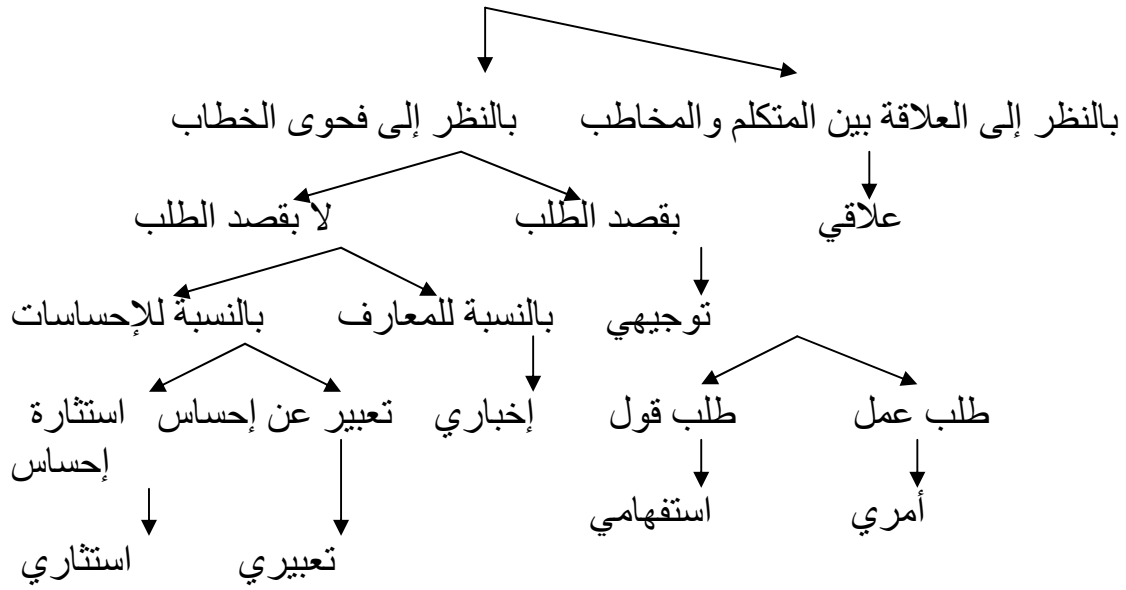 بالنظر إلى العلاقة بين المتكلم والمخاطب بالنظر إلى فحوى الخطاب
علاقي بقصد الطلب لا بقصد الطلب
توجيهي بالنسبة للمعارف بالنسبة للإحساسات
طلب عمل طلب قول إخباري تعبير عن إحساس استثارة
إحساس
أمري استفهامي
تعبيري استثاري